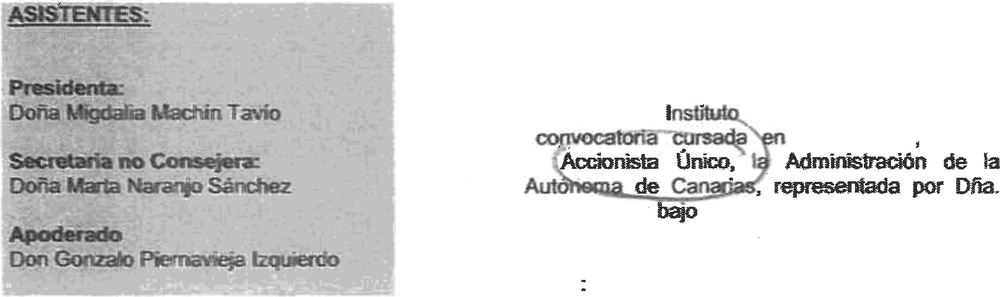 ASISTENTES:
Presidenta:
Doña Migdalia Machín Tavío
Secretaria no Consejera:
Doña Marta Naranjo Sánchez
Apoderado
Don Gonzalo Piernavieja Izquierdo
Instituto
convocatoria cursada en
Accionista Único, la Administración de la
Autónoma de Canarias, representada por Dña.
bajo
: